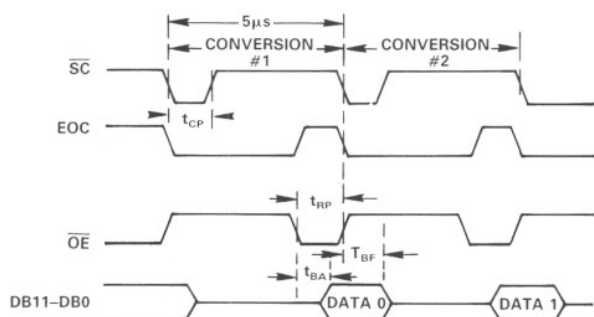 5μs
CONVERSION #1
CONVERSION #2
SC
tCP
EOC
tRP
OE
TBF
tBA
DB11–DB0
DATA 0
DATA 1